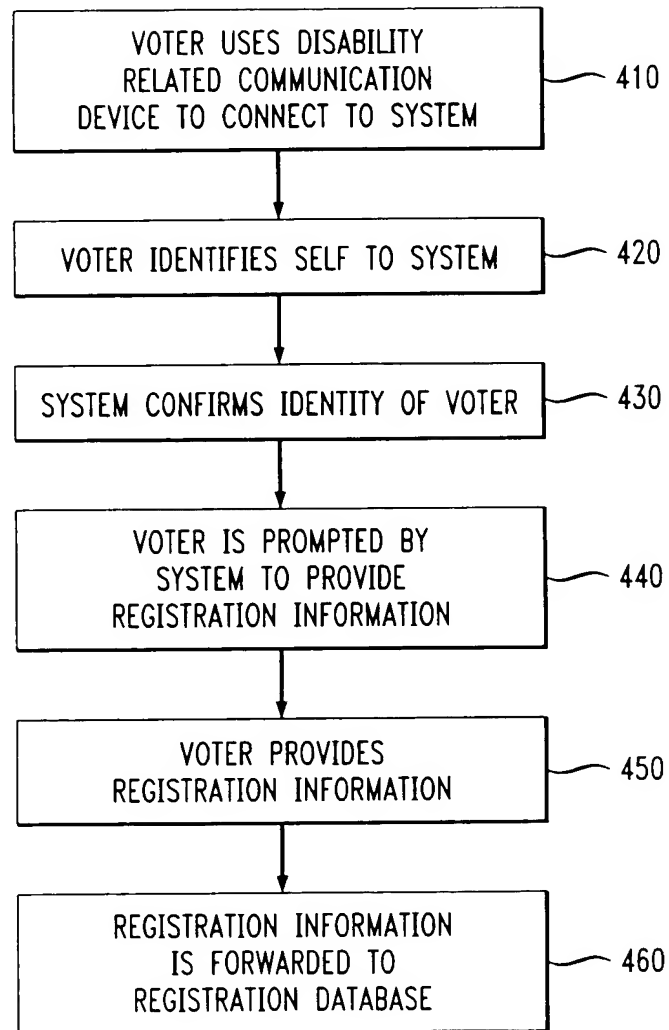 VOTER USES DISABILITY
RELATED COMMUNICATION
DEVICE TO CONNECT TO SYSTEM
410
VOTER IDENTIFIES SELF TO SYSTEM
420
SYSTEM CONFIRMS IDENTITY OF VOTER
430
VOTER IS PROMPTED BY
SYSTEM TO PROVIDE
REGISTRATION INFORMATION
440
VOTER PROVIDES
REGISTRATION INFORMATION
450
REGISTRATION INFORMATION
IS FORWARDED TO
REGISTRATION DATABASE
460